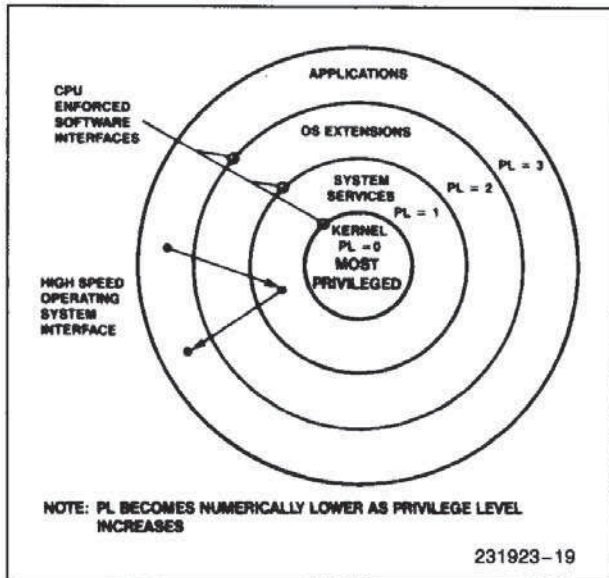 APPLICATIONS
CPU
ENFORCED
SOFTWARE
INTERFACES
OS EXTENSIONS
SYSTEM
SERVICES
PL = 3
PL = 2
PL = 1
KERNEL
PL = 0
MOST
PRIVILEGED
HIGH SPEED
OPERATING
SYSTEM
INTERFACE
NOTE: PL BECOMES NUMERICALLY LOWER AS PRIVILEGE LEVEL
INCREASES
231923-19